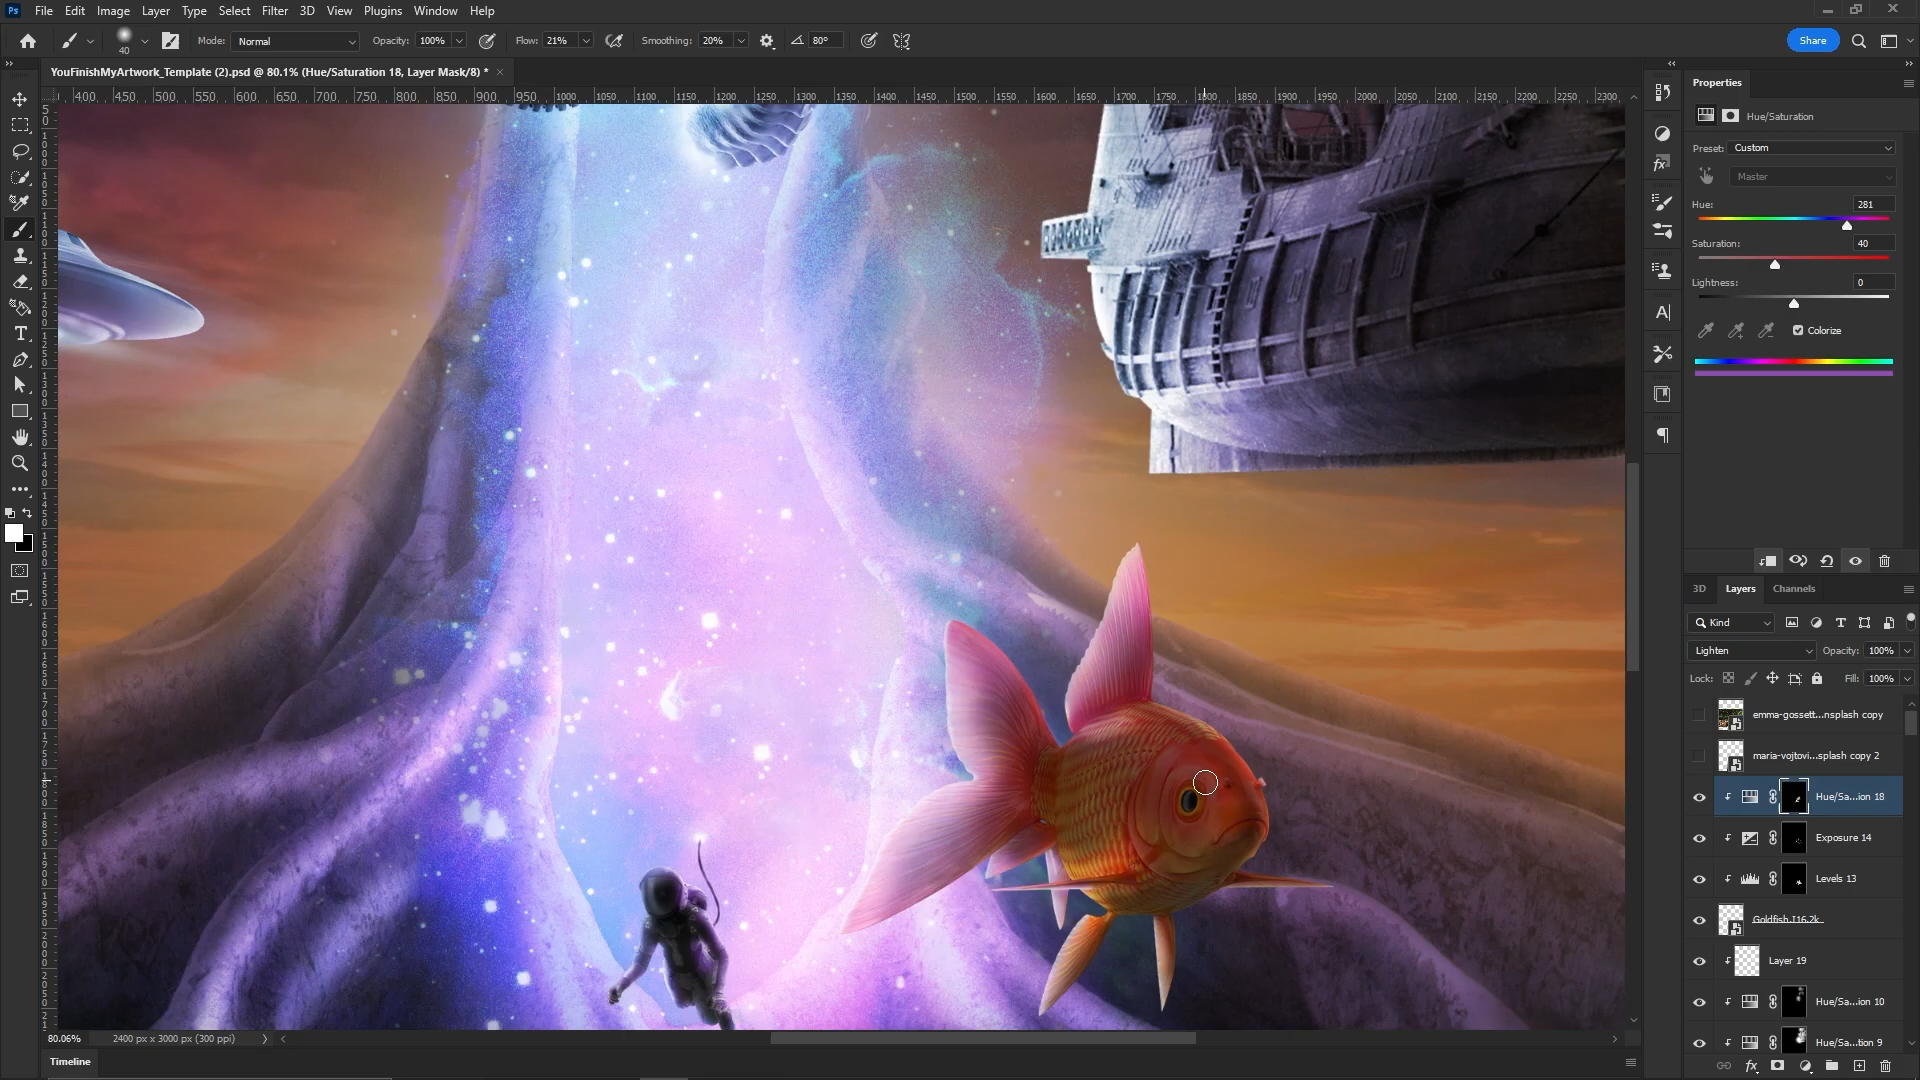 Ps File Edit Image Layer Type Select Filter 3D View Plugins Window Help
40 Mode: Normal Opacity: 100% Flow: 21% Smoothing: 20% 80° Share
YouFinishMyArtwork_Template (2).psd @ 80.1% (Hue/Saturation 18, Layer Mask/8) *
400 450 500 550 600 650 700 750 800 850 900 950 1000 1050 1100 1150 1200 1250 1300 1350 1400 1450 1500 1550 1600 1650 1700 1750 1800 1850 1900 1950 2000 2050 2100 2150 2200 2250 2300
Properties
Hue/Saturation
Preset: Custom
Master
Hue: 281
Saturation: 40
Lightness: 0
Colorize
3D Layers Channels
Kind
Lighten Opacity: 100%
Lock: Fill: 100%
emma-gossett...nsplash copy
maria-vojtovi...splash copy 2
Hue/Sa...ion 18
Exposure 14
Levels 13
Goldfish.I16.2k
Layer 19
Hue/Sa...ion 10
Hue/Sa...tion 9
80.06% 2400 px x 3000 px (300 ppi)
Timeline